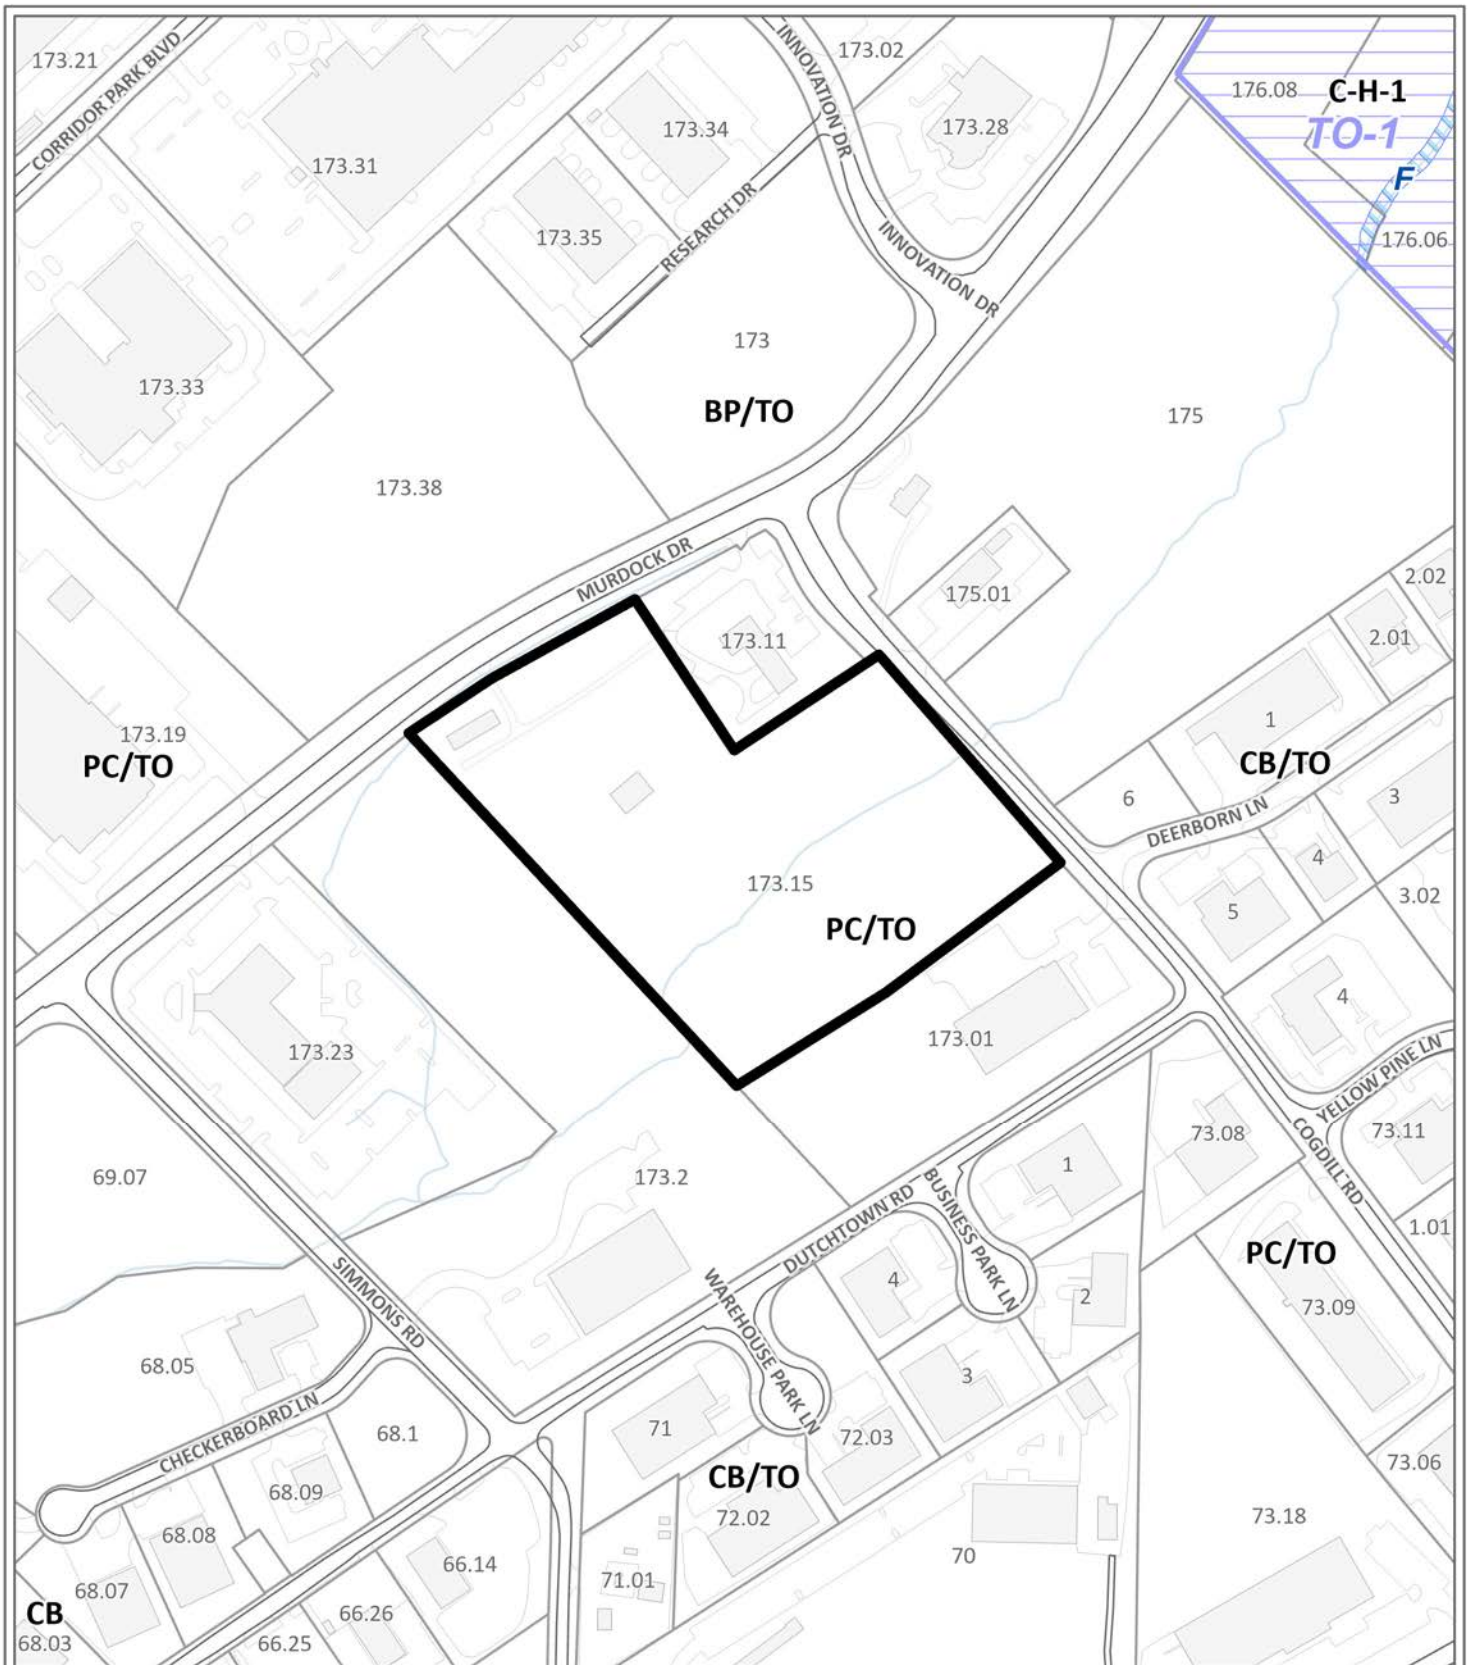 173.21
CORRIDOR PARK BLVD
173.31
173.34
173.35
RESEARCH DR
INNOVATION DR
173.02
173.28
INNOVATION DR
176.08
C-H-1
TO-1
F
176.06
173.33
173
BP/TO
175
173.38
MURDOCK DR
173.11
175.01
2.02
2.01
1
CB/TO
173.19
PC/TO
6
DEERBORN LN
3
4
5
3.02
173.15
PC/TO
4
173.01
173.23
YELLOW PINE LN
COGDILL RD
73.11
73.08
1
69.07
173.2
DUTCHTOWN RD
BUSINESS PARK LN
1.01
PC/TO
SIMMONS RD
WAREHOUSE PARK LN
4
2
73.09
68.05
3
CHECKERBOARD LN
68.1
71
72.03
CB/TO
73.06
68.09
72.02
73.18
68.08
66.14
70
68.07
71.01
CB
66.26
68.03
66.25